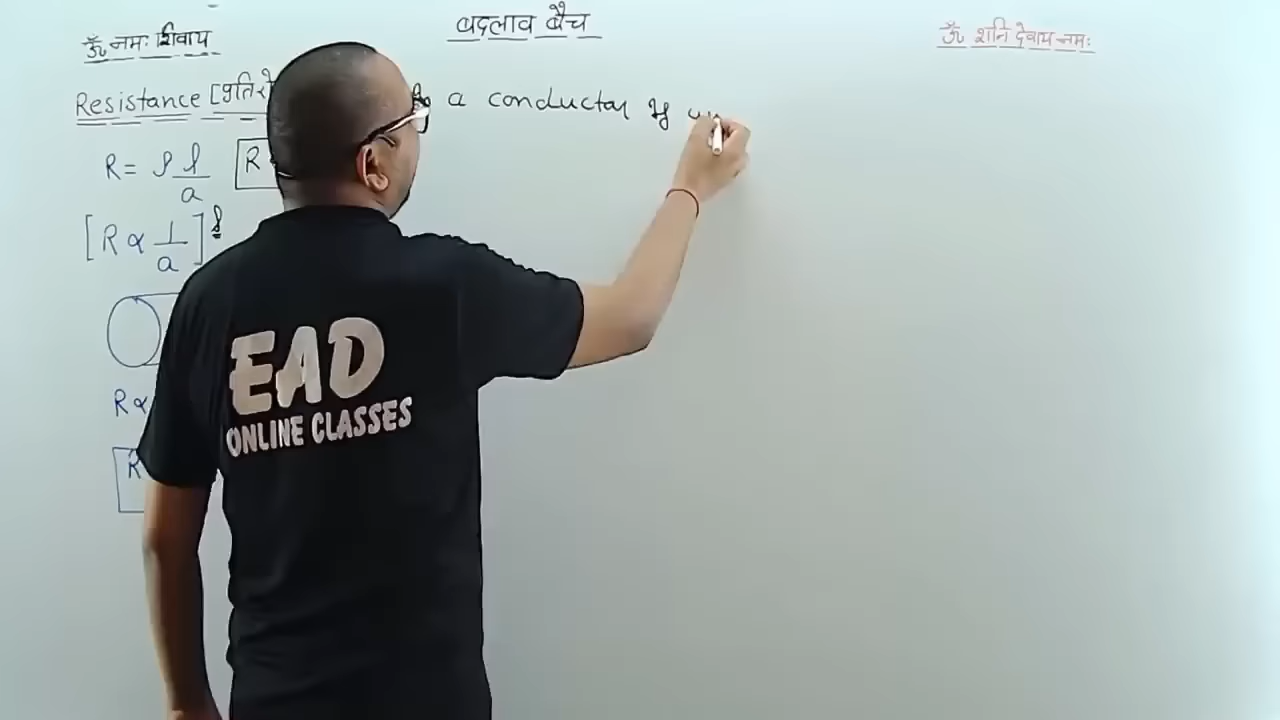 ॐ नमः शिवाय
बदलाव बैच
ॐ शनि देवाय नमः
Resistance [प्रतिरो
a conductor of
R = ρ l/a
R
[R ∝ 1/a]
R ∝
R
EAD
ONLINE CLASSES